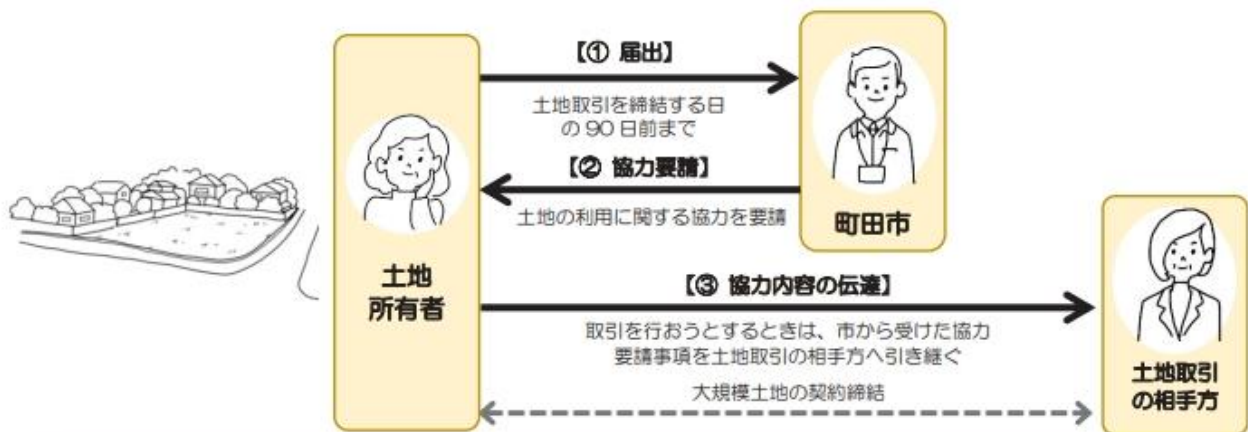 【① 届出】
土地取引を締結する日
の 90 日前まで
【② 協力要請】
土地の利用に関する協力を要請
町田市
土地
所有者
【③ 協力内容の伝達】
取引を行おうとするときは、市から受けた協力
要請事項を土地取引の相手方へ引き継ぐ
大規模土地の契約締結
土地取引
の相手方